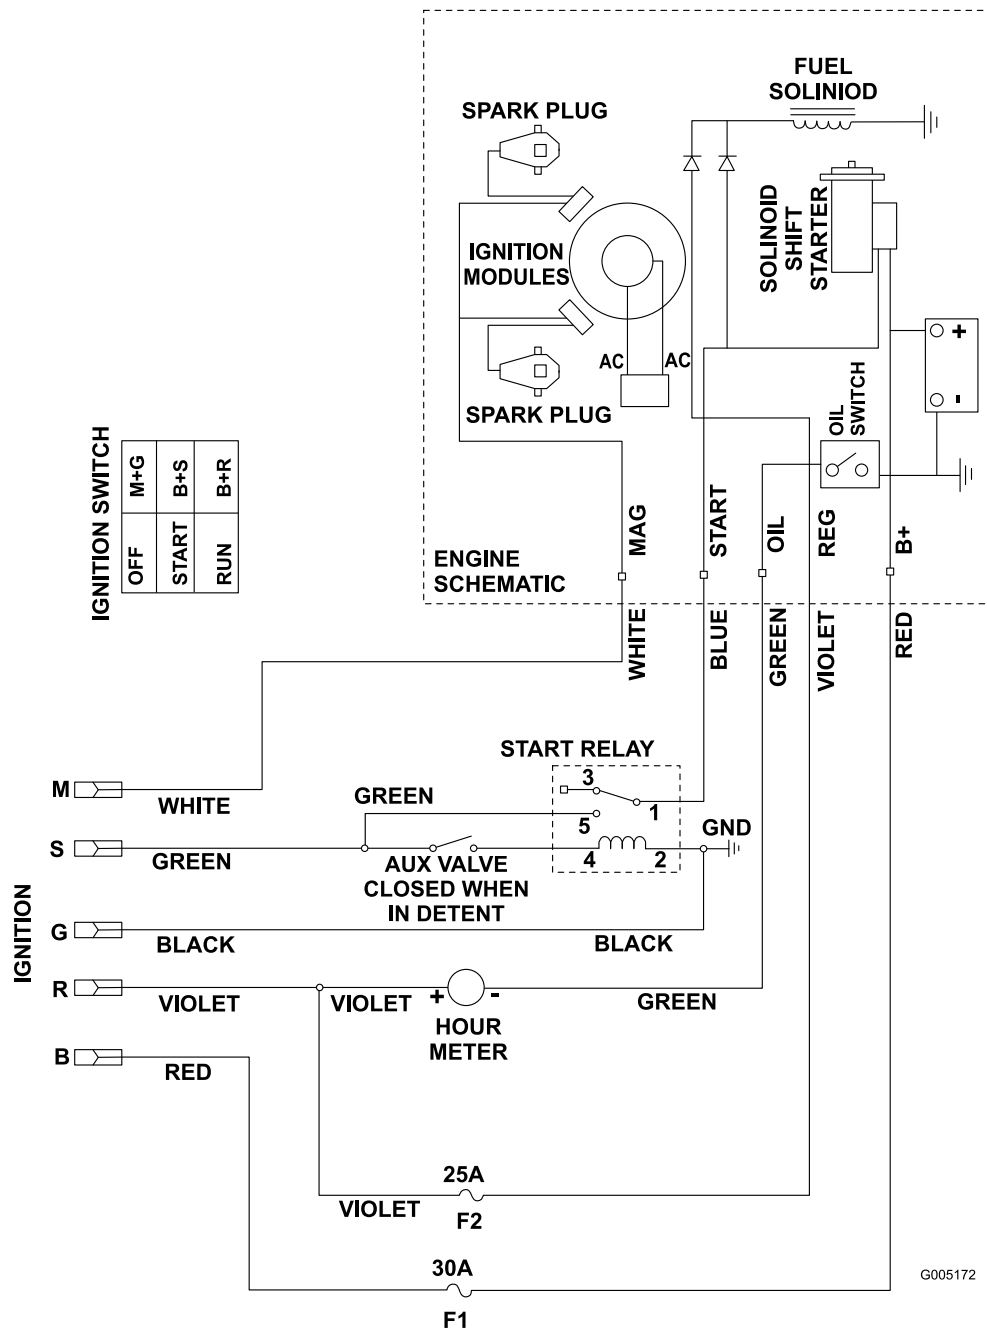 FUEL
SOLINIOD
SPARK PLUG
SOLINOID
SHIFT
STARTER
IGNITION
MODULES
AC
AC
+
-
SPARK PLUG
OIL
SWITCH
IGNITION SWITCH
OFF M+G
START B+S
RUN B+R
MAG
START
OIL
REG
B+
ENGINE
SCHEMATIC
WHITE
BLUE
GREEN
VIOLET
RED
START RELAY
M
WHITE
GREEN
3
1
5
GND
S
GREEN
AUX VALVE
CLOSED WHEN
IN DETENT
4
2
IGNITION
G
BLACK
BLACK
R
VIOLET
VIOLET
+
-
GREEN
HOUR
METER
B
RED
25A
VIOLET
F2
30A
F1
G005172